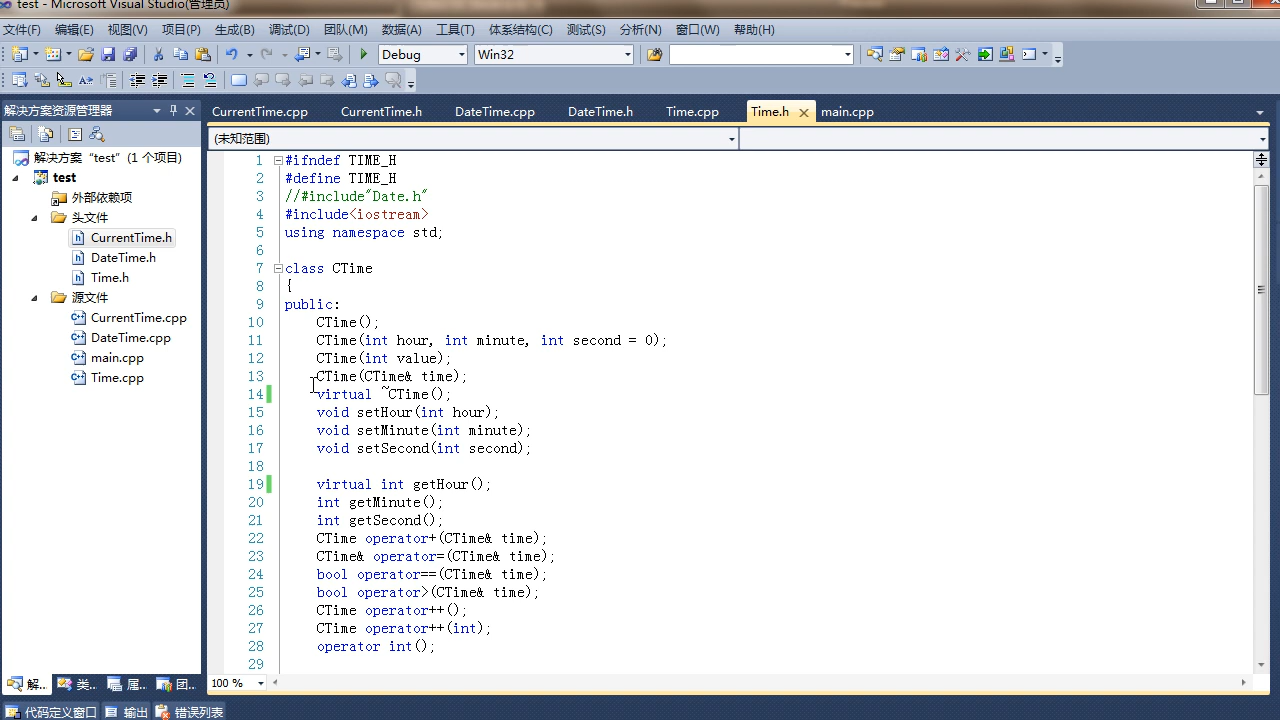 test - Microsoft Visual Studio(管理员)
文件(F) 编辑(E) 视图(V) 项目(P) 生成(B) 调试(D) 团队(M) 数据(A) 工具(T) 体系结构(C) 测试(S) 分析(N) 窗口(W) 帮助(H)
Debug Win32
解决方案资源管理器
CurrentTime.cpp CurrentTime.h DateTime.cpp DateTime.h Time.cpp Time.h main.cpp
(未知范围)
解决方案 “test” (1 个项目)
test
外部依赖项
头文件
CurrentTime.h
DateTime.h
Time.h
源文件
CurrentTime.cpp
DateTime.cpp
main.cpp
Time.cpp
1 #ifndef TIME_H
2 #define TIME_H
3 //#include"Date.h"
4 #include<iostream>
5 using namespace std;
6
7 class CTime
8 {
9 public:
10 CTime();
11 CTime(int hour, int minute, int second = 0);
12 CTime(int value);
13 CTime(CTime& time);
14 virtual ~CTime();
15 void setHour(int hour);
16 void setMinute(int minute);
17 void setSecond(int second);
18
19 virtual int getHour();
20 int getMinute();
21 int getSecond();
22 CTime operator+(CTime& time);
23 CTime& operator=(CTime& time);
24 bool operator==(CTime& time);
25 bool operator>(CTime& time);
26 CTime operator++();
27 CTime operator++(int);
28 operator int();
29
解... 类... 属... 团...
100 %
代码定义窗口 输出 错误列表